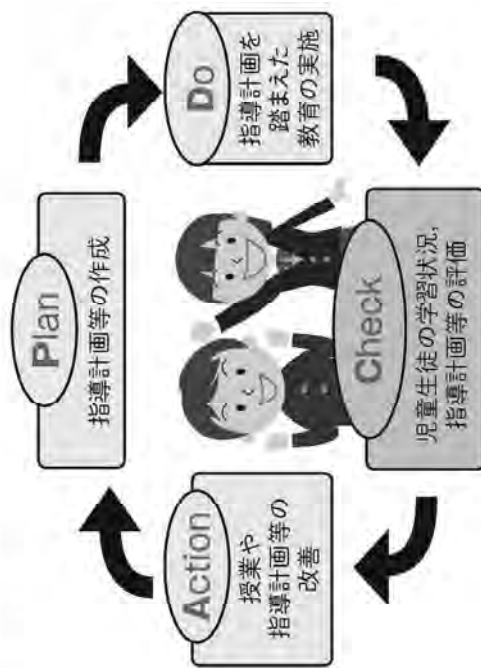 Plan
指導計画等の作成
Do
指導計画を
踏まえた
教育の実施
Check
児童生徒の学習状況,
指導計画等の評価
Action
授業や
指導計画等の
改善